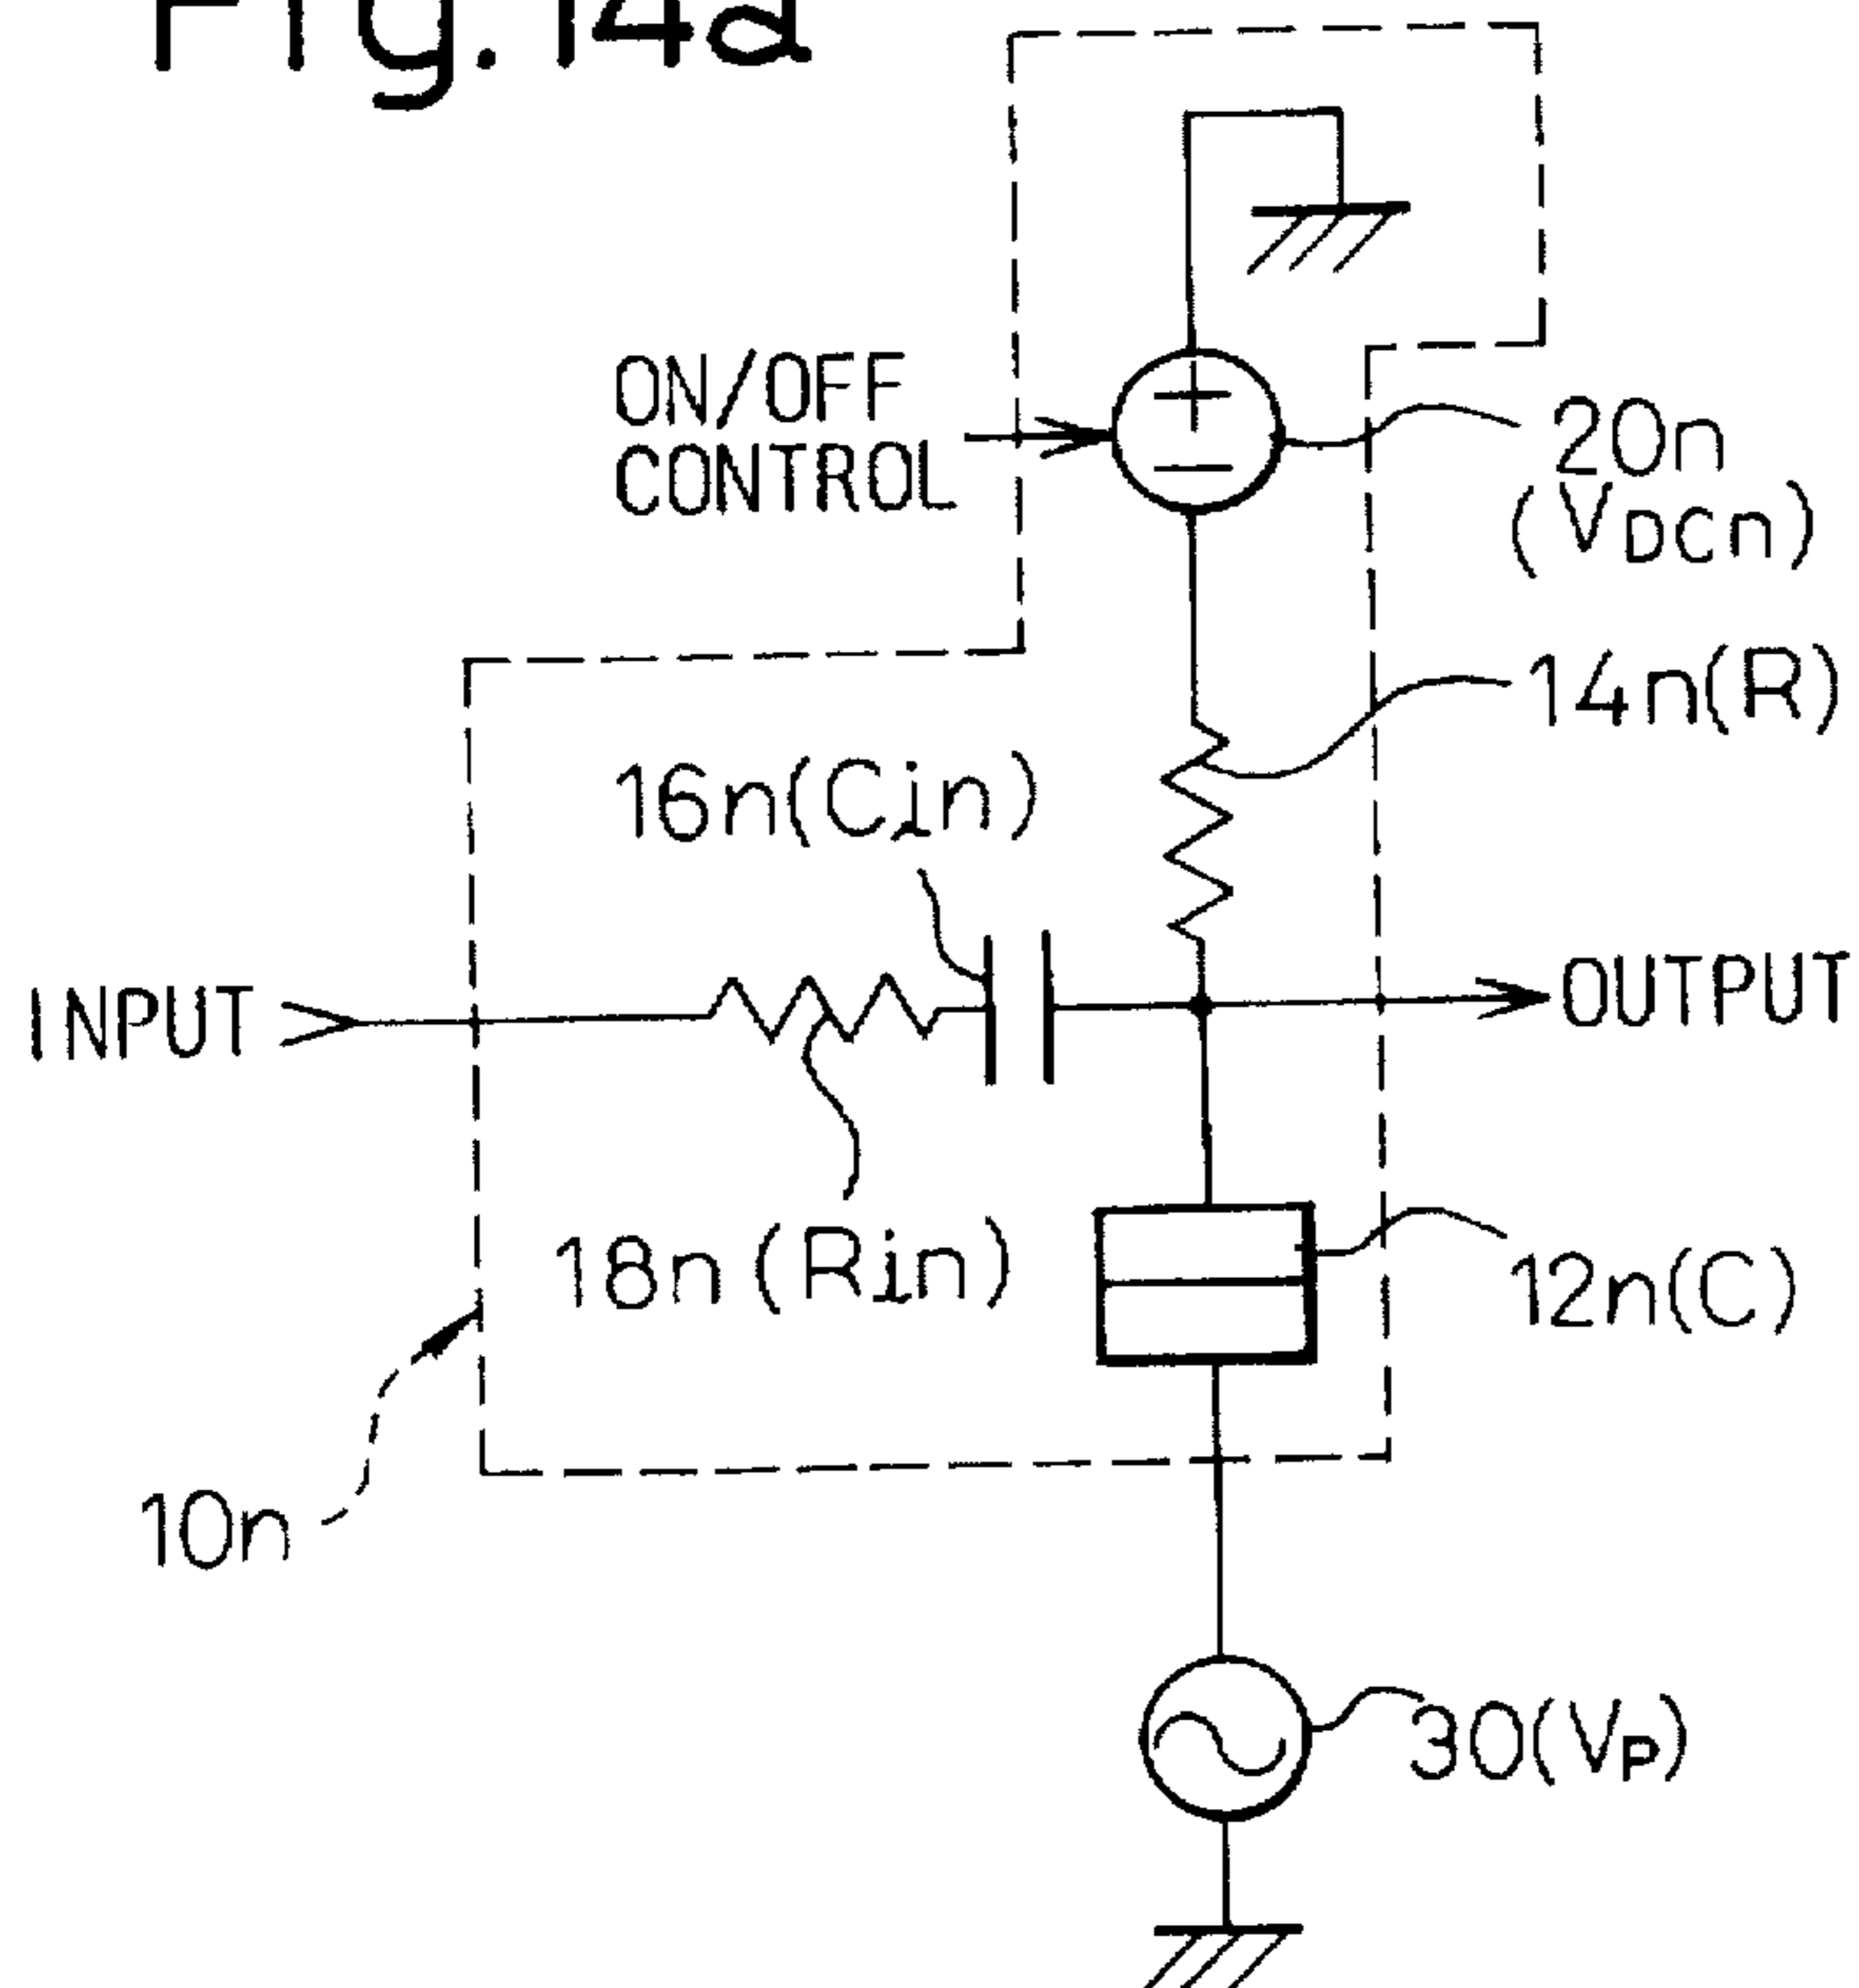 Fig.14a
ON/OFF
CONTROL
20n
(VDCn)
14n(R)
16n(Cin)
INPUT
OUTPUT
18n(Rin)
12n(C)
10n
30(VP)